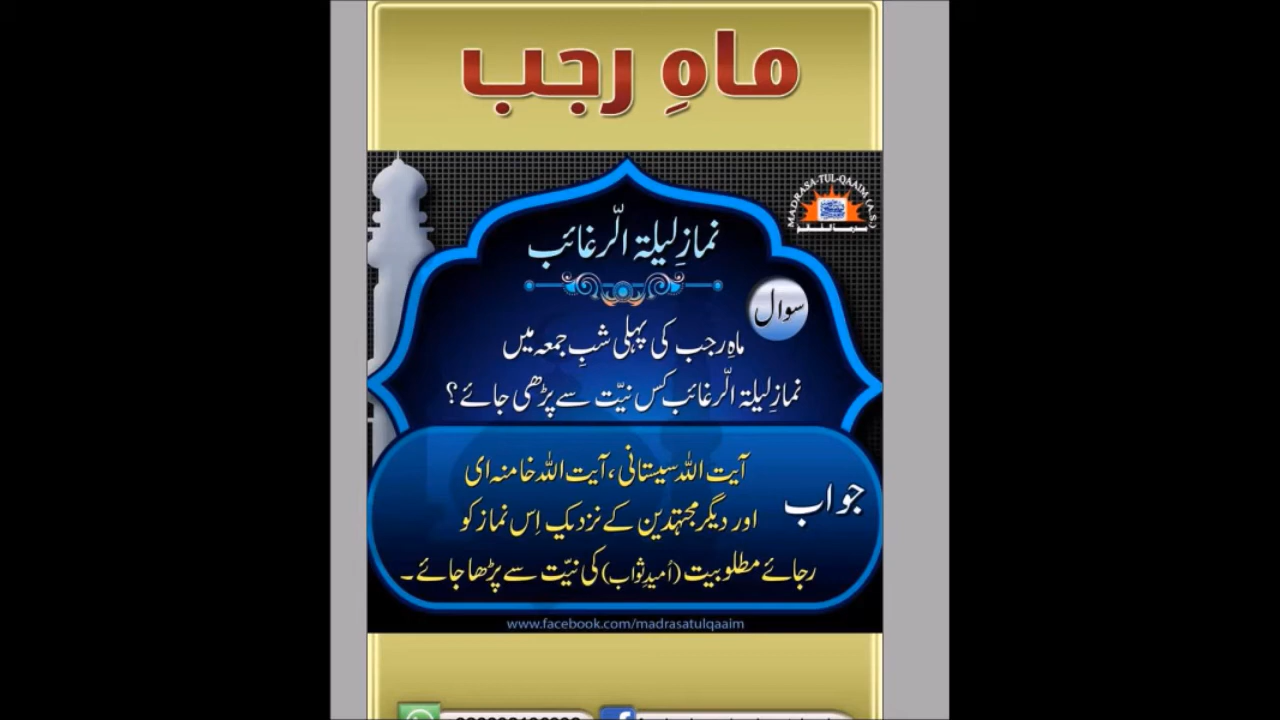 ماہِ رجب
MADRASA-TUL-QAAIM (A.S.)
نمازِ لیلۃ الرّغائب
سوال
ماہِ رجب کی پہلی شبِ جمعہ میں
نمازِ لیلۃ الرّغائب کس نیّت سے پڑھی جائے؟
جواب
آیت اللہ سیستانی، آیت اللہ خامنہ ای
اور دیگر مجتہدین کے نزدیک اِس نماز کو
رجائے مطلوبیت (اُمیدِ ثواب) کی نیّت سے پڑھا جائے۔
www.facebook.com/madrasatulqaaim